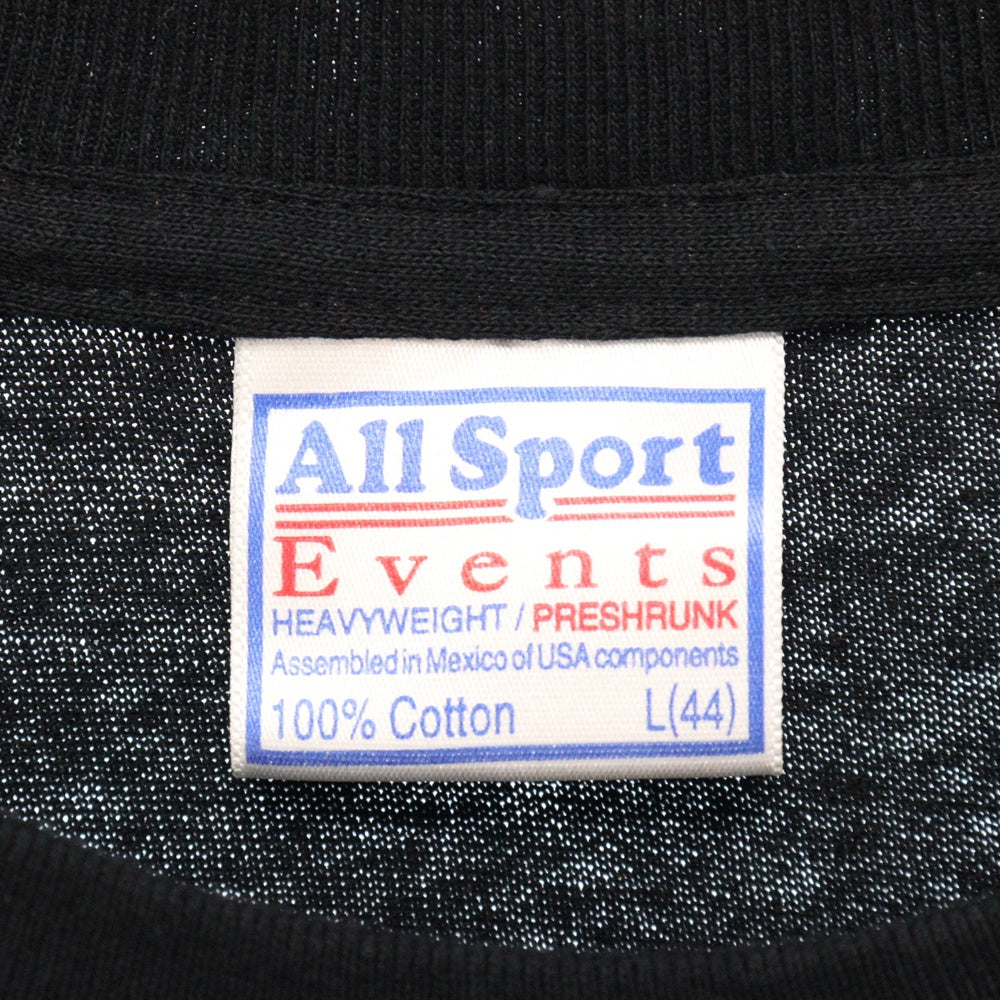 All Sport
Events
HEAVYWEIGHT / PRESHRUNK
Assembled in Mexico of USA components
100% Cotton L(44)